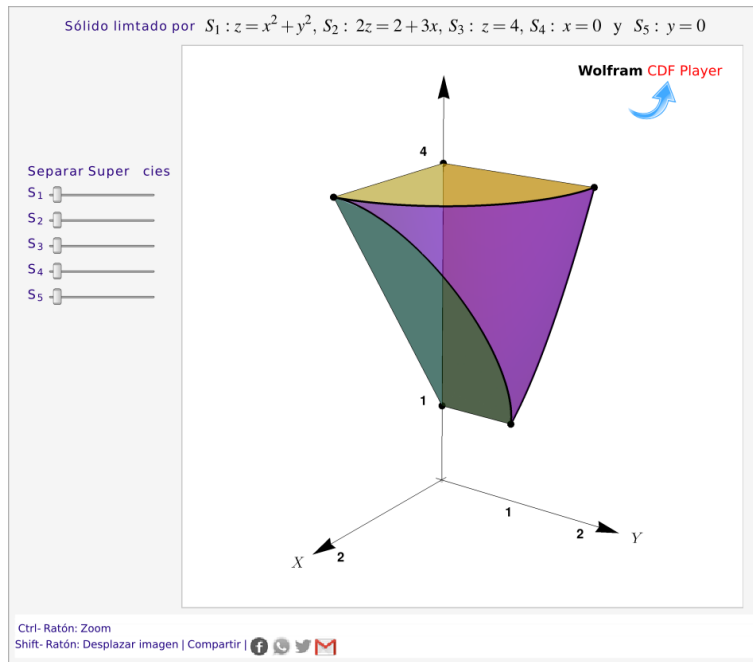 Sólido limtado por S₁ : z = x² + y², S₂ : 2z = 2 + 3x, S₃ : z = 4, S₄ : x = 0 y S₅ : y = 0
Wolfram CDF Player
4
Separar Super cies
S₁
S₂
S₃
S₄
S₅
1
1
2
Y
X
2
Ctrl- Ratón: Zoom
Shift- Ratón: Desplazar imagen | Compartir |